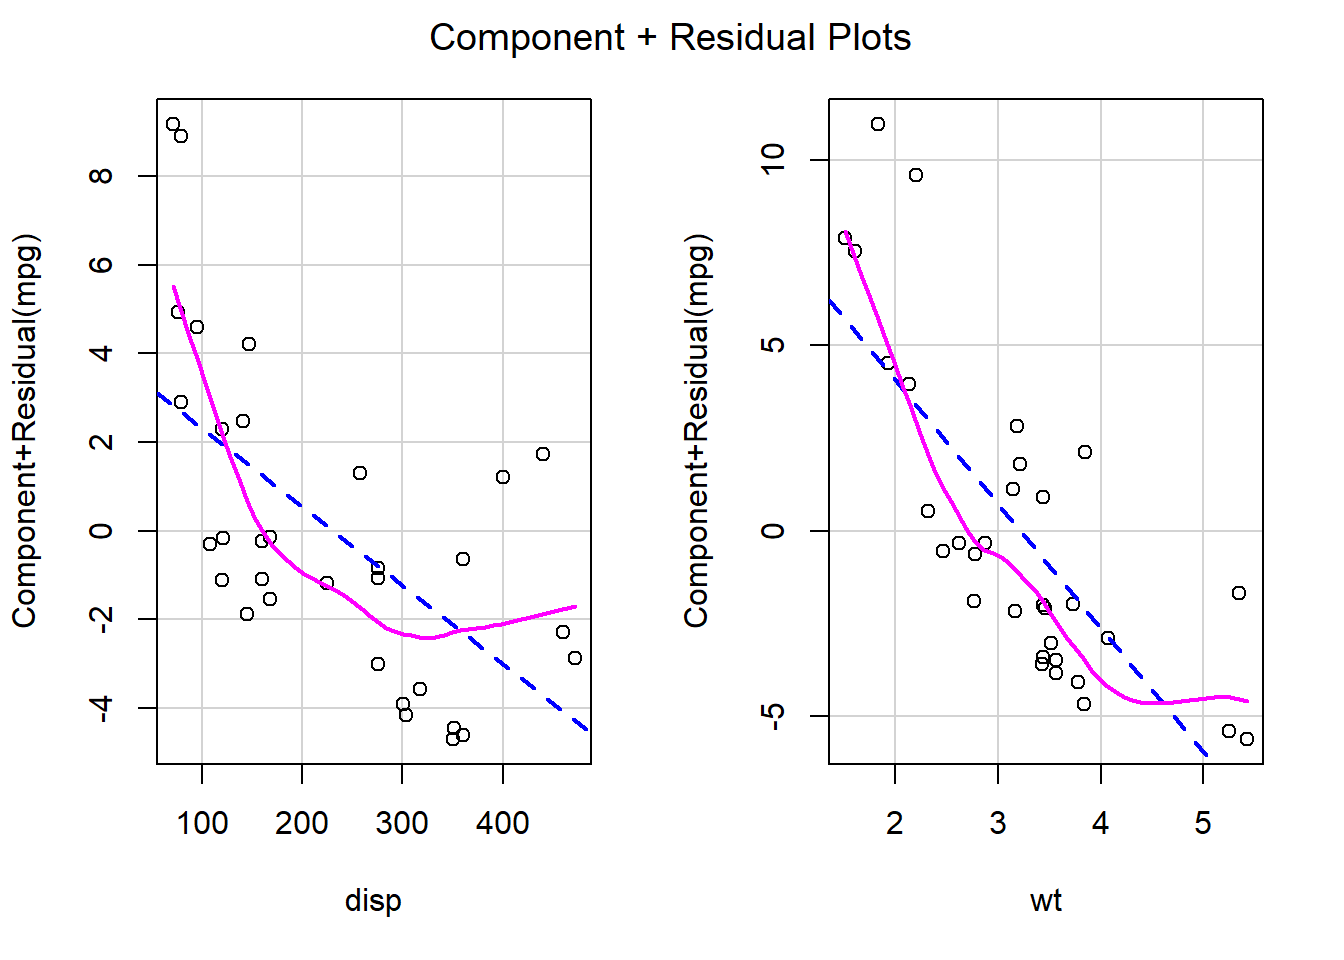 Component + Residual Plots
Component+Residual(mpg)
8
6
4
2
0
-2
-4
100 200 300 400
disp
Component+Residual(mpg)
10
5
0
-5
2 3 4 5
wt